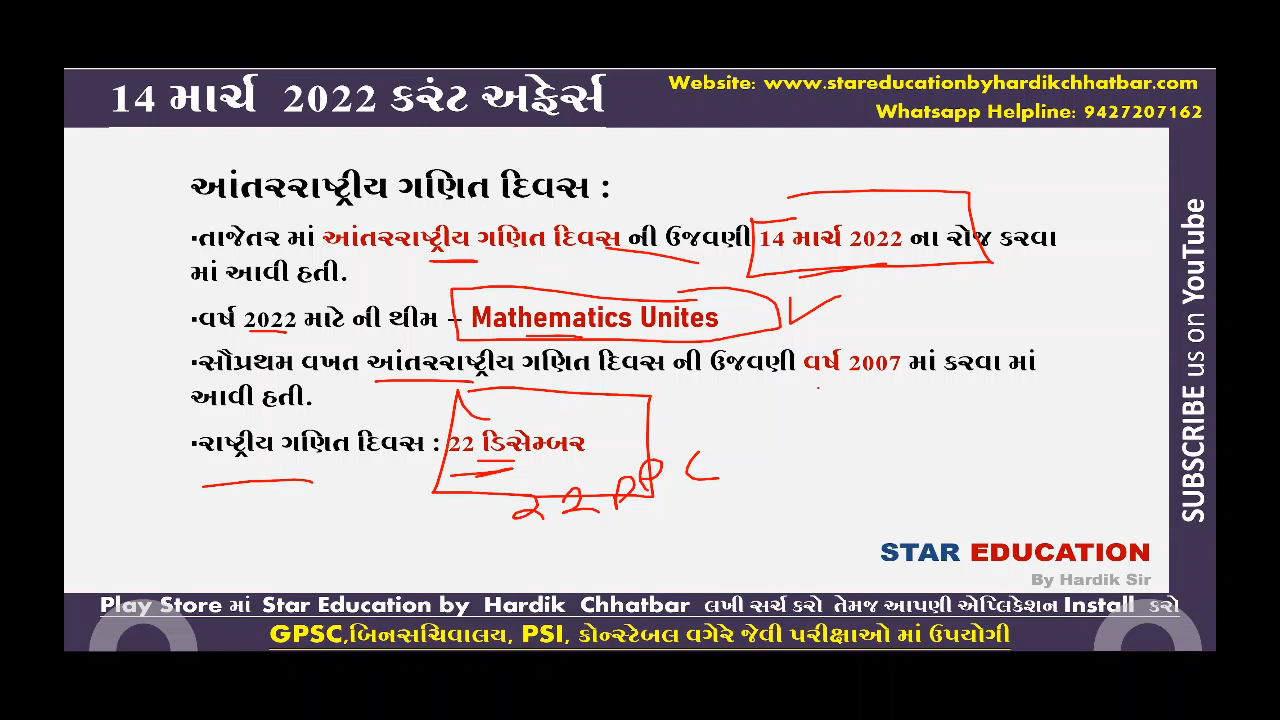 14 માર્ચ 2022 કરંટ અફેર્સ
Website: www.stareducationbyhardikchhatbar.com
Whatsapp Helpline: 9427207162
આંતરરાષ્ટ્રીય ગણિત દિવસ :
▪તાજેતર માં આંતરરાષ્ટ્રીય ગણિત દિવસ ની ઉજવણી 14 માર્ચ 2022 ના રોજ કરવા
માં આવી હતી.
▪વર્ષ 2022 માટે ની થીમ – Mathematics Unites
▪સૌપ્રથમ વખત આંતરરાષ્ટ્રીય ગણિત દિવસ ની ઉજવણી વર્ષ 2007 માં કરવા માં
આવી હતી.
▪રાષ્ટ્રીય ગણિત દિવસ : 22 ડિસેમ્બર
STAR EDUCATION
By Hardik Sir
SUBSCRIBE us on YouTube
Play Store માં Star Education by Hardik Chhatbar લખી સર્ચ કરો તેમજ આપણી એપ્લિકેશન Install કરો
GPSC,બિનસચિવાલય, PSI, કોન્સ્ટેબલ વગેરે જેવી પરીક્ષાઓ માં ઉપયોગી